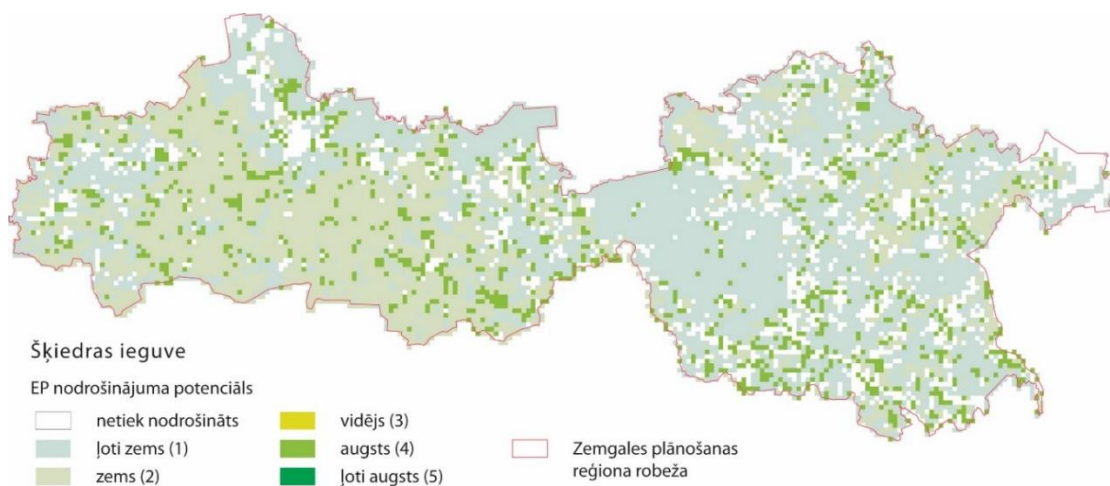 Šķiedras ieguve
EP nodrošinājuma potenciāls
netiek nodrošināts
ļoti zems (1)
zems (2)
vidējs (3)
augsts (4)
ļoti augsts (5)
Zemgales plānošanas
reģiona robeža